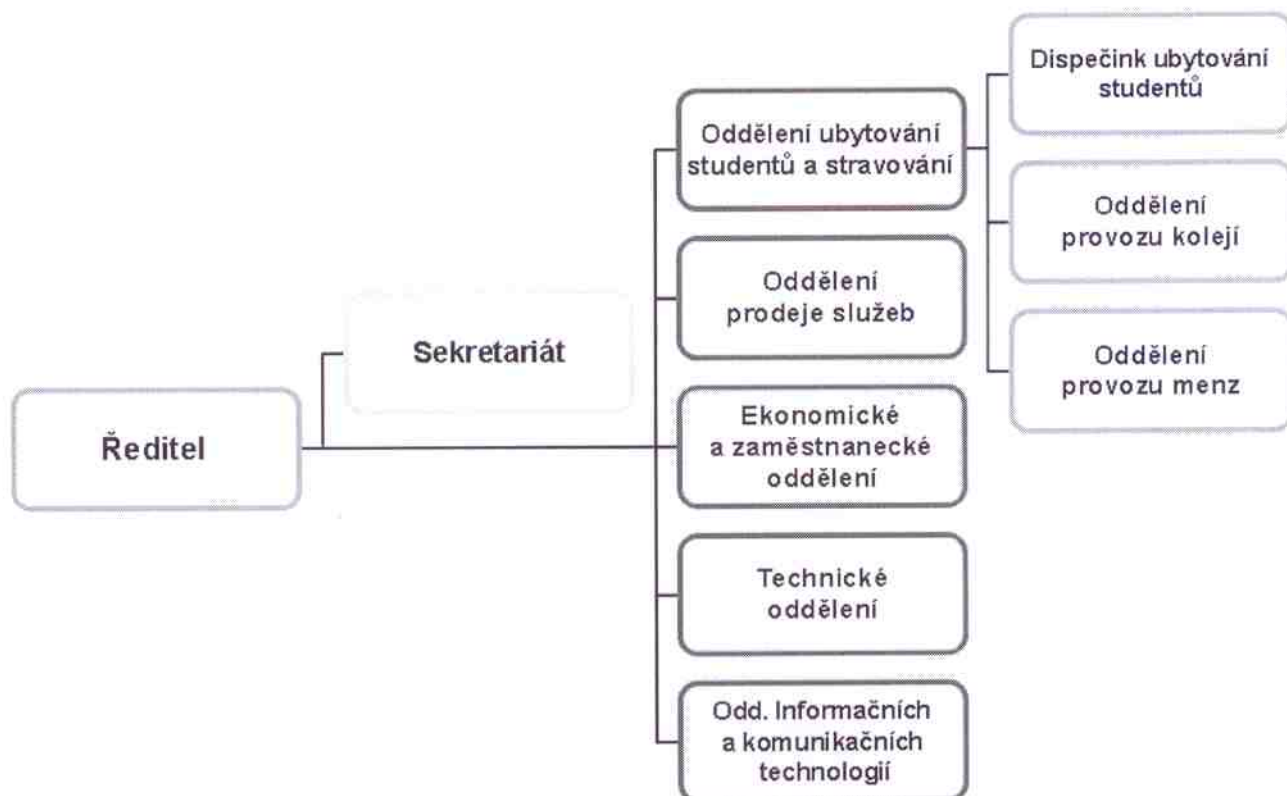 Ředitel
Sekretariát
Oddělení ubytování
studentů a stravování
Oddělení
prodeje služeb
Ekonomické
a zaměstnanecké
oddělení
Technické
oddělení
Odd. Informačních
a komunikačních
technologií
Dispečink ubytování
studentů
Oddělení
provozu kolejí
Oddělení
provozu menz